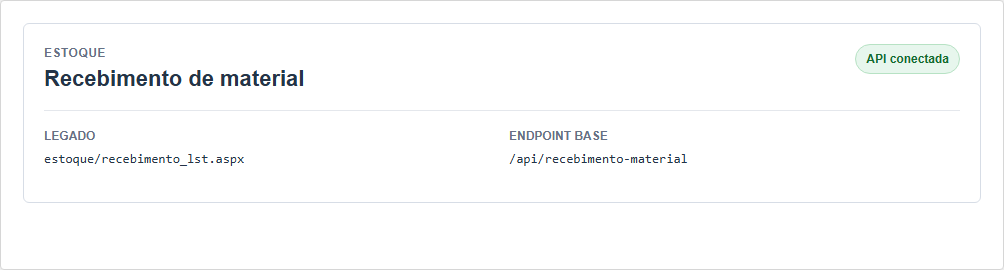 ESTOQUE
Recebimento de material
API conectada
LEGADO
estoque/recebimento_lst.aspx
ENDPOINT BASE
/api/recebimento-material